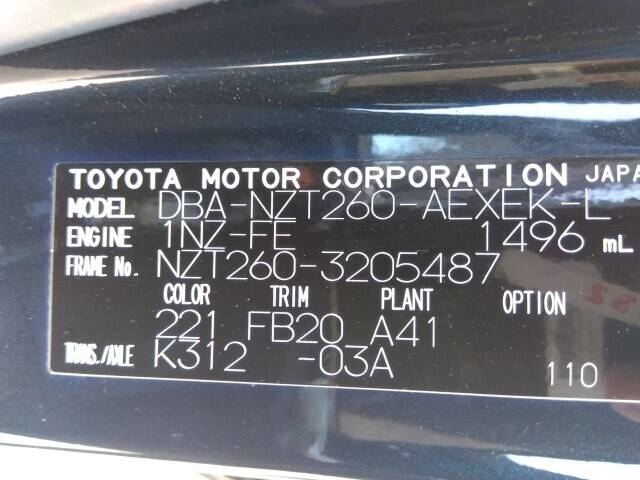 TOYOTA MOTOR CORPORATION JAPA
MODEL DBA-NZT260-AEXEK-L
ENGINE 1NZ-FE 1496 mL
FRAME No. NZT260-3205487
COLOR TRIM PLANT OPTION
221 FB20 A41
TRANS./AXLE K312 -03A
110